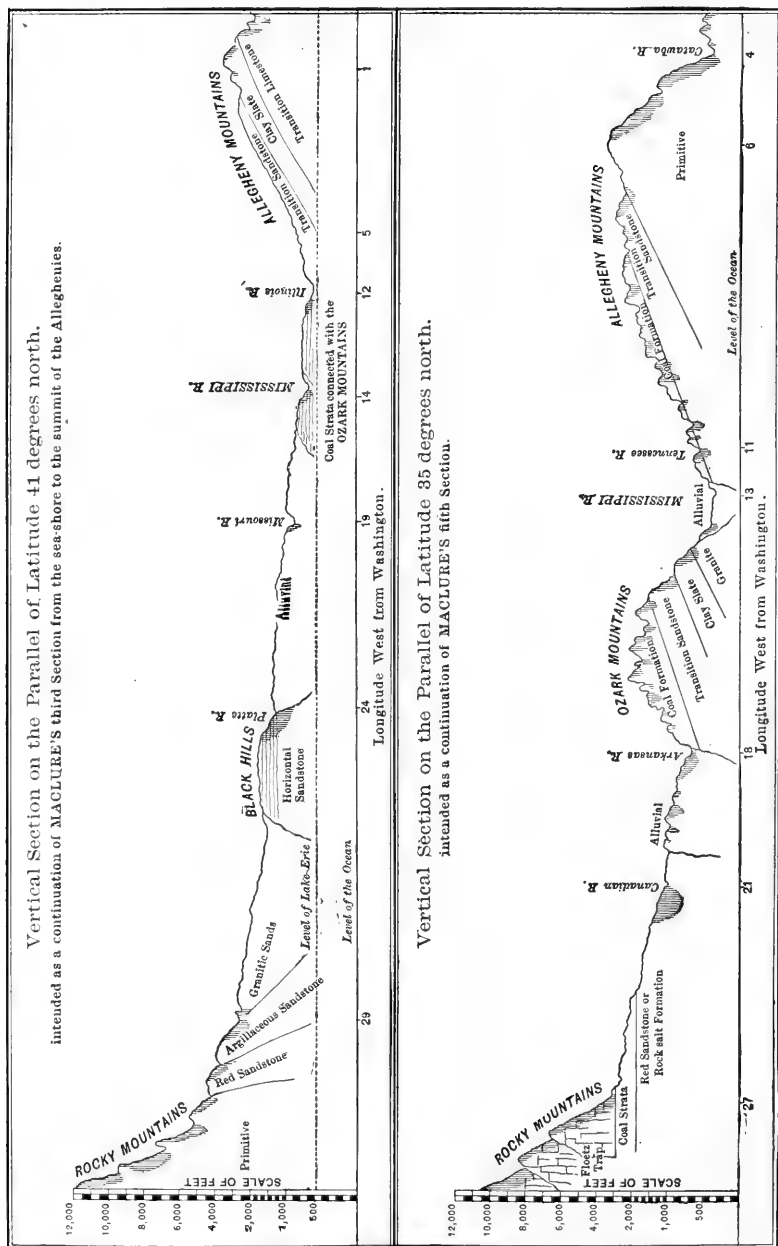 Vertical Section on the Parallel of Latitude 41 degrees north.
intended as a continuation of MACLURE'S third Section from the sea-shore to the summit of the Alleghenies.
12,000
10,000
8,000
6,000
4,000
2,000
1,000
500
SCALE OF FEET
ROCKY MOUNTAINS
Primitive
Red Sandstone
Argillaceous Sandstone
Granitic Sands
Level of Lake-Erie
Level of the Ocean
BLACK HILLS
Horizontal
Sandstone
Platte
R.
Alluvial
Missouri
R.
MISSISSIPPI
R.
Coal Strata connected with the
OZARK MOUNTAINS
Illinois
R.
ALLEGHENY MOUNTAINS
Transition Sandstone
Clay Slate
Transition Limestone
29
24
19
14
12
5
1
Longitude West from Washington.
Vertical Section on the Parallel of Latitude 35 degrees north.
intended as a continuation of MACLURE'S fifth Section.
12,000
10,000
8,000
6,000
4,000
2,000
1,000
500
SCALE OF FEET
ROCKY MOUNTAINS
Floetz
Trap
Coal Strata
Red Sandstone or
Rock salt Formation
Canadian
R.
Alluvial
Arkansas
R.
OZARK MOUNTAINS
Coal Formation
Transition Sandstone
Clay Slate
Granite
Alluvial
MISSISSIPPI
R.
Tennessee R.
ALLEGHENY MOUNTAINS
Coal Formation
Transition
Sandstone
Primitive
Catawba R.
Level of the Ocean
27
21
18
13
11
6
4
Longitude West from Washington.